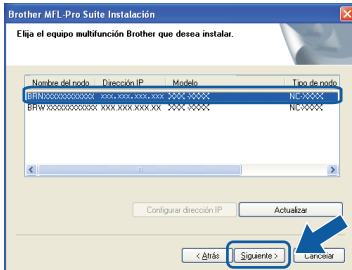 Brother MFL-Pro Suite Instalación
Elija el equipo multifunción Brother que desea instalar.
Nombre del nodo Dirección IP Modelo Tipo de nodo
BRNXXXXXXXXXXXX XXX.XXX.XXX.XXX XXX-XXXXX NC-XXXX
BRWXXXXXXXXXXXX XXX.XXX.XXX.XX XXX-XXXXX NC-XXXX
Configurar dirección IP Actualizar
< Atrás Siguiente > Cancelar